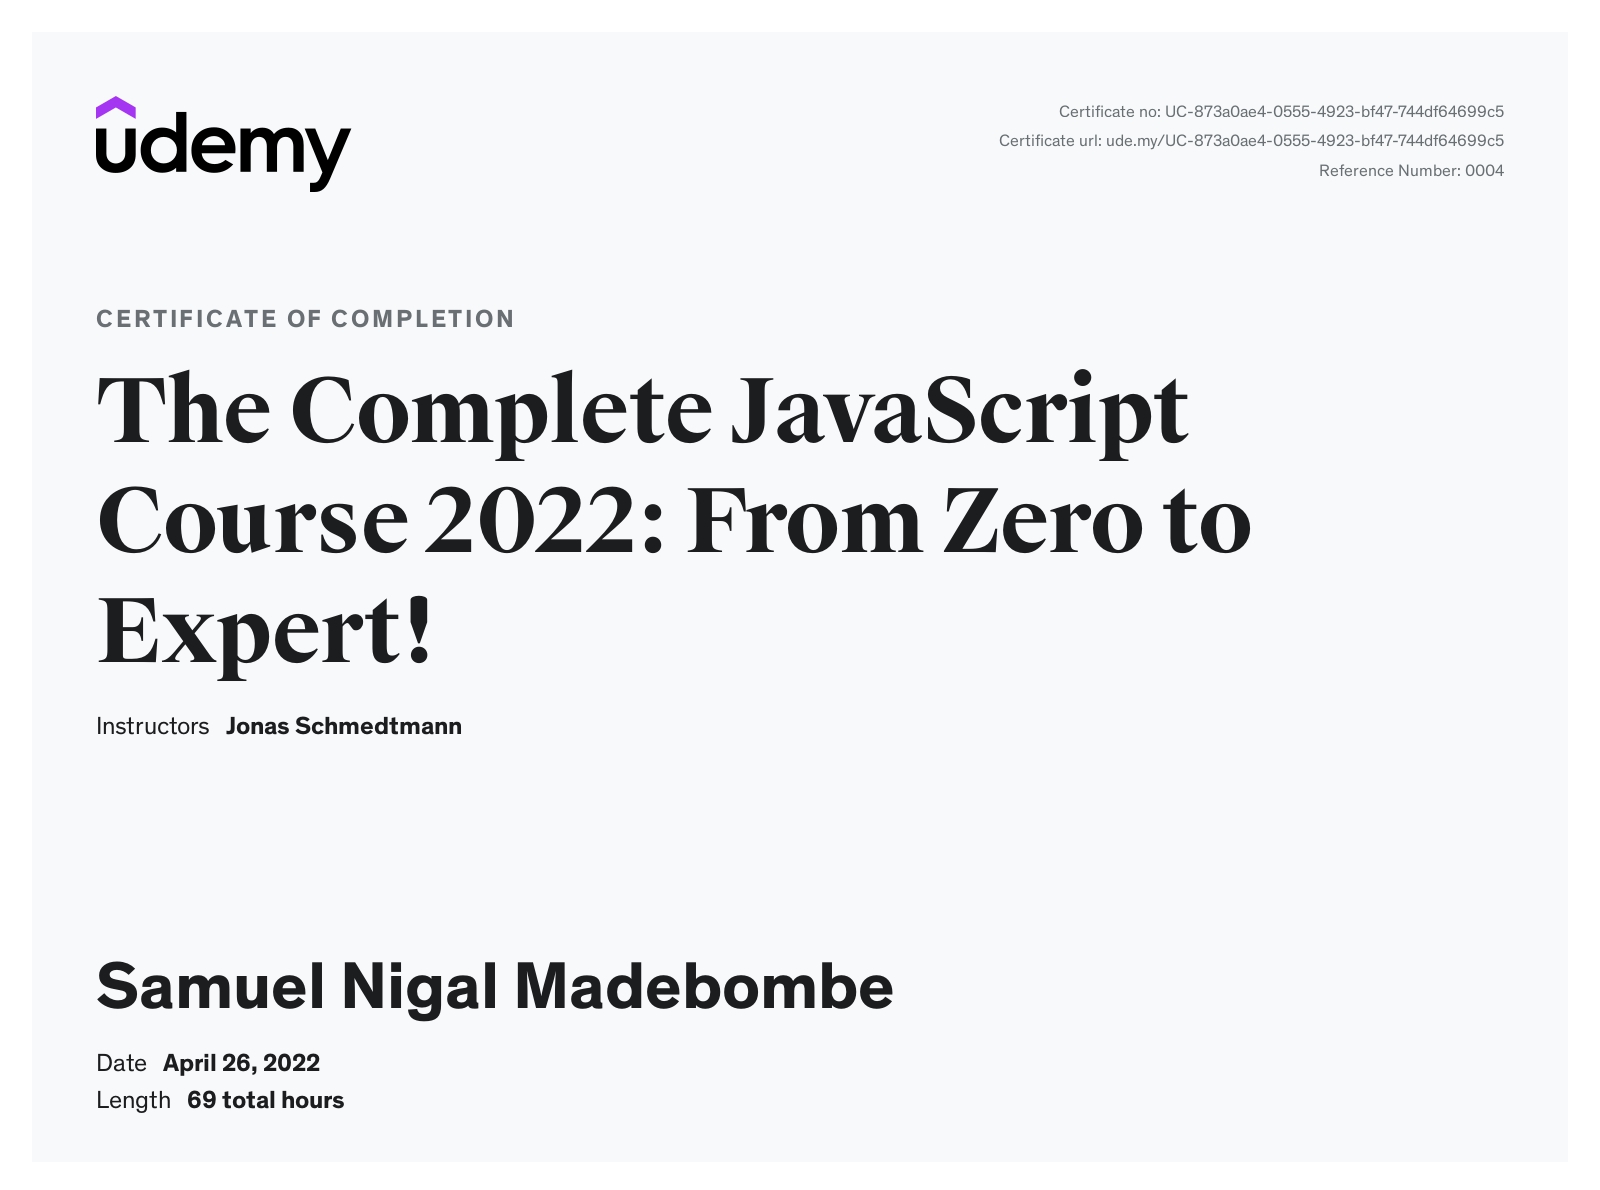 udemy
Certificate no: UC-873a0ae4-0555-4923-bf47-744df64699c5
Certificate url: ude.my/UC-873a0ae4-0555-4923-bf47-744df64699c5
Reference Number: 0004
CERTIFICATE OF COMPLETION
The Complete JavaScript
Course 2022: From Zero to
Expert!
Instructors Jonas Schmedtmann
Samuel Nigal Madebombe
Date April 26, 2022
Length 69 total hours